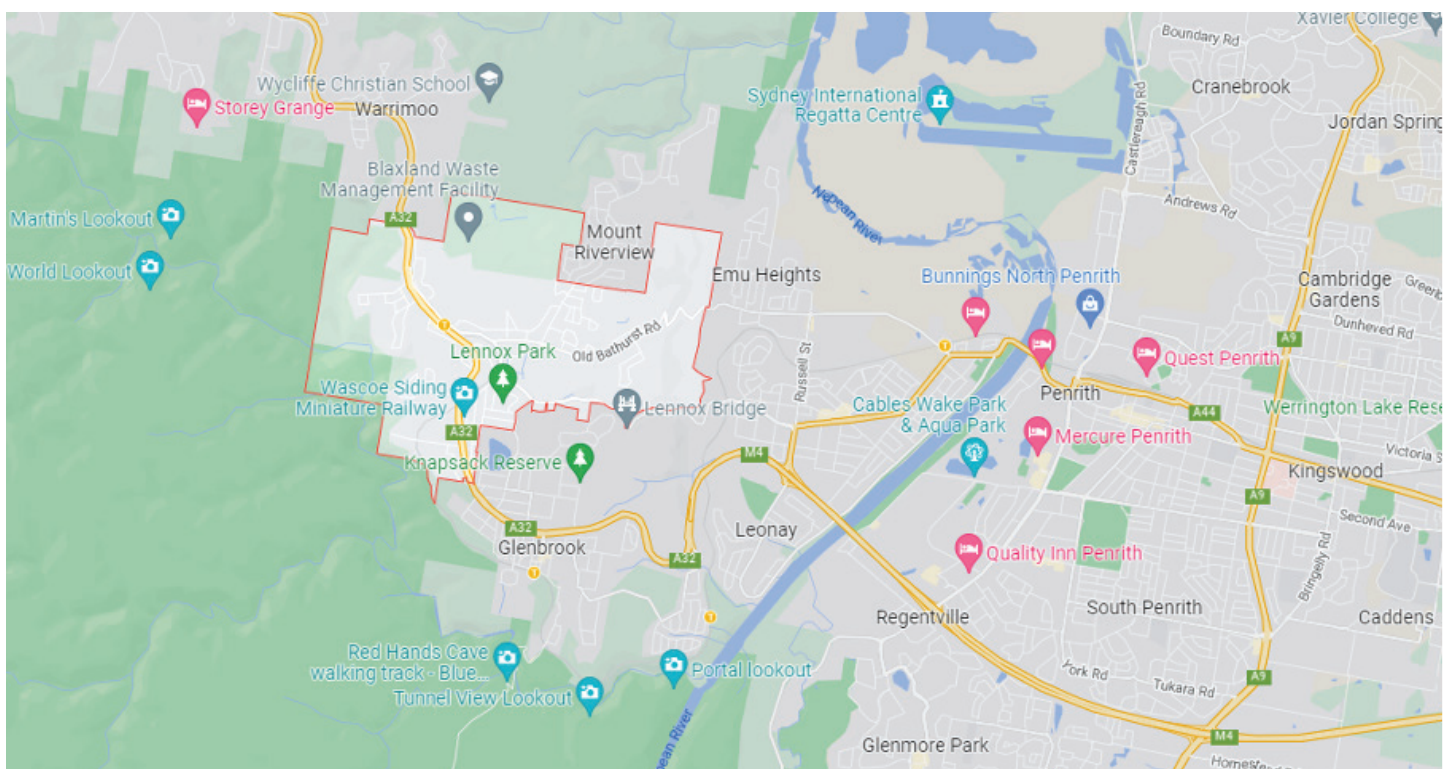 Xavier College
Boundary Rd
Wycliffe Christian School
Cranebrook
Storey Grange
Warrimoo
Sydney International
Regatta Centre
Castlereagh Rd
Jordan Spring
Blaxland Waste
Management Facility
Nepean River
Martin's Lookout
A32
Andrews Rd
Mount
Riverview
World Lookout
Emu Heights
Bunnings North Penrith
Cambridge
Gardens
Dunheved Rd
T
Old Bathurst Rd
T
A9
Lennox Park
Russell St
Quest Penrith
Wascoe Siding
Miniature Railway
Penrith
Lennox Bridge
Cables Wake Park
& Aqua Park
A44
Werrington Lake Rese
A32
Mercure Penrith
M4
Victoria S
Knapsack Reserve
Kingswood
A9
A32
Second Ave
Leonay
Glenbrook
A32
Quality Inn Penrith
Bringelly Rd
T
South Penrith
T
Regentville
Caddens
Red Hands Cave
walking track - Blue...
Portal lookout
York Rd
Tukara Rd
A9
Tunnel View Lookout
pean River
Glenmore Park
M4